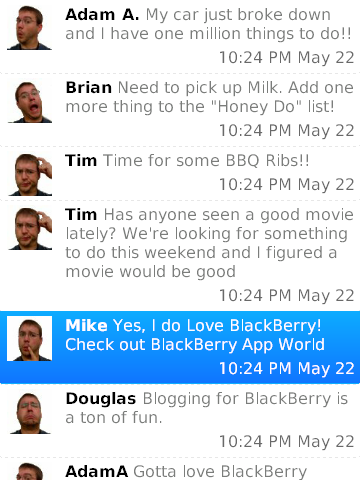 Adam A. My car just broke down
and I have one million things to do!!
10:24 PM May 22
Brian Need to pick up Milk. Add one
more thing to the "Honey Do" list!
10:24 PM May 22
Tim Time for some BBQ Ribs!!
10:24 PM May 22
Tim Has anyone seen a good movie
lately? We're looking for something
to do this weekend and I figured a
movie would be good
10:24 PM May 22
Mike Yes, I do Love BlackBerry!
Check out BlackBerry App World
10:24 PM May 22
Douglas Blogging for BlackBerry is
a ton of fun.
10:24 PM May 22
AdamA Gotta love BlackBerry